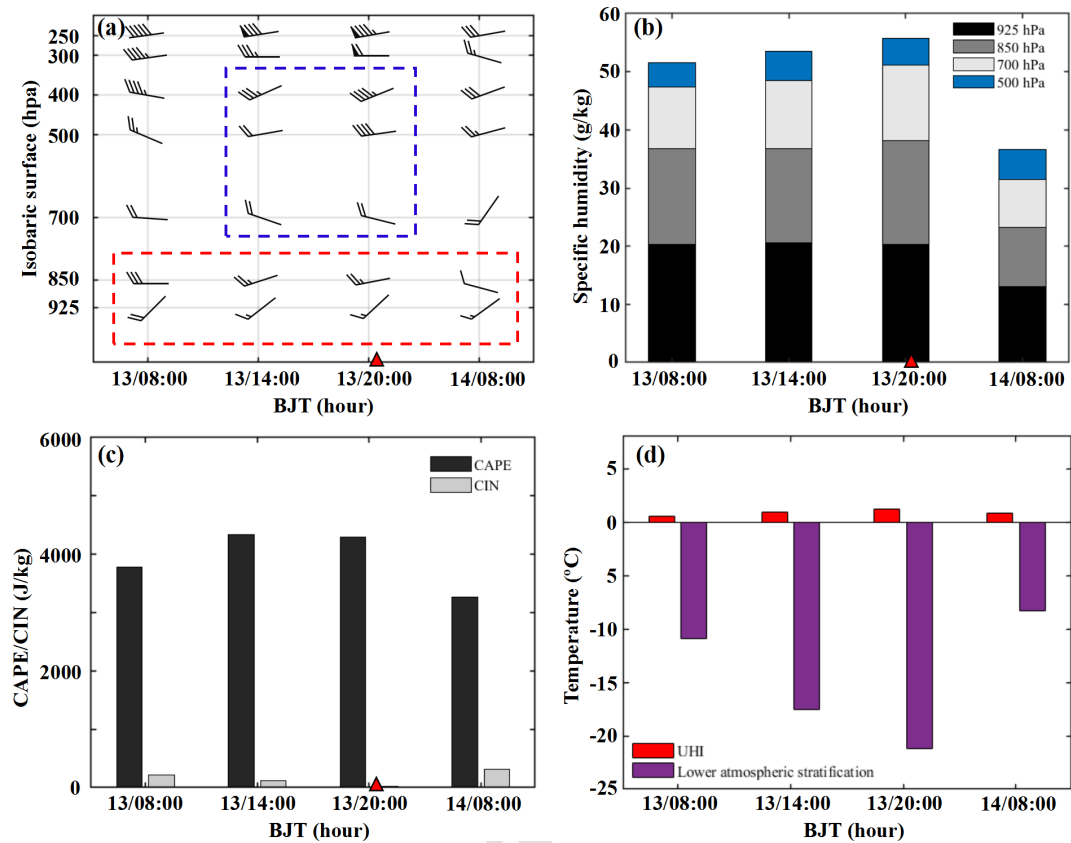 (a)
250
300
400
500
700
850
925
Isobaric surface (hpa)
13/08:00 13/14:00 13/20:00 14/08:00
BJT (hour)
(b)
925 hPa
850 hPa
700 hPa
500 hPa
60
50
40
30
20
10
0
Specific humidity (g/kg)
13/08:00 13/14:00 13/20:00 14/08:00
BJT (hour)
(c)
CAPE
CIN
6000
4000
2000
0
CAPE/CIN (J/kg)
13/08:00 13/14:00 13/20:00 14/08:00
BJT (hour)
(d)
5
0
5
-10
-15
-20
-25
Temperature (°C)
UHI
Lower atmospheric stratification
13/08:00 13/14:00 13/20:00 14/08:00
BJT (hour)